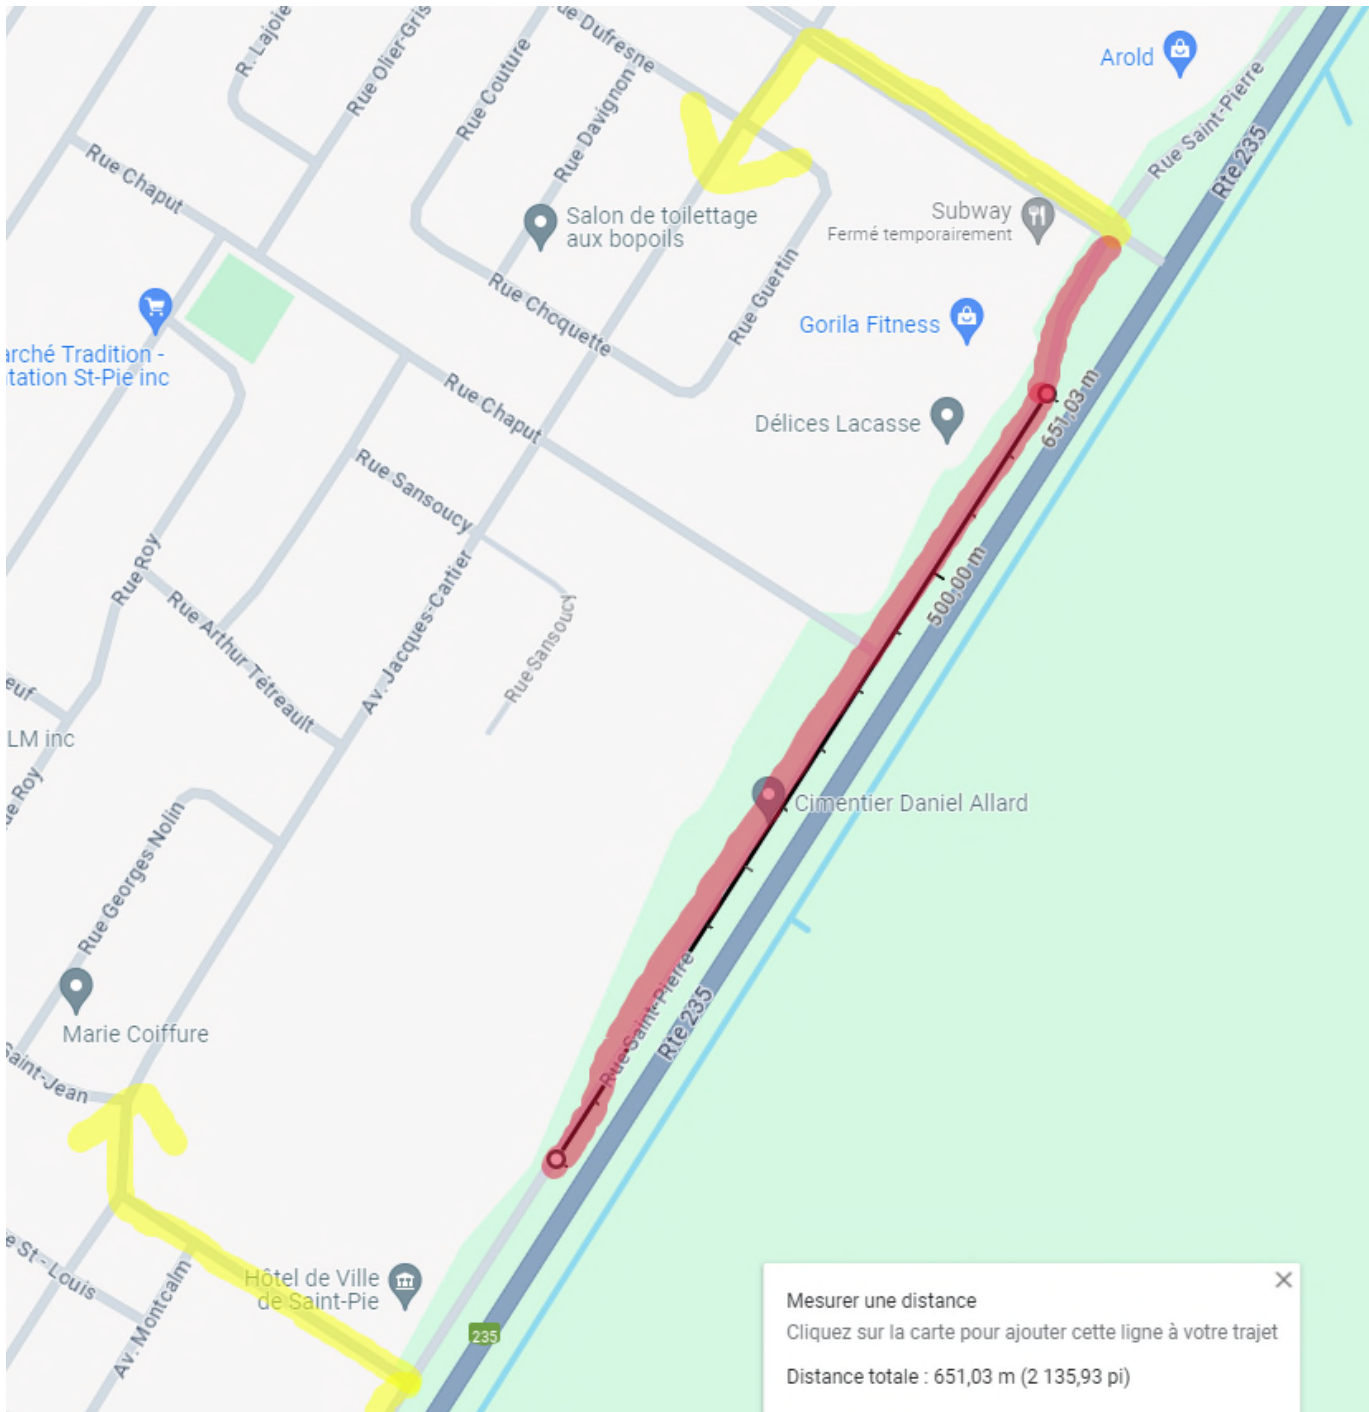 R. Lajoie
Rue Olier-Gris
Rue Couture
ue Dufresne
Rue Davignon
Arold
Rue Saint-Pierre
Rte 235
Rue Chaput
Salon de toilettage
aux bopoils
Subway
Fermé temporairement
Rue Guertin
Rue Choquette
Gorila Fitness
arché Tradition -
tation St-Pie inc
Rue Chaput
Délices Lacasse
651,03 m
Rue Sansoucy
500,00 m
Rue Roy
Rue Arthur Tétreault
Av. Jacques-Cartier
Rue Sansoucy
euf
LM inc
ue Roy
Cimentier Daniel Allard
Rue Georges Nolin
Marie Coiffure
Rue Saint-Pierre
Rte 235
Saint-Jean
e St - Louis
Av. Montcalm
Hôtel de Ville
de Saint-Pie
235
Mesurer une distance
Cliquez sur la carte pour ajouter cette ligne à votre trajet
Distance totale : 651,03 m (2 135,93 pi)